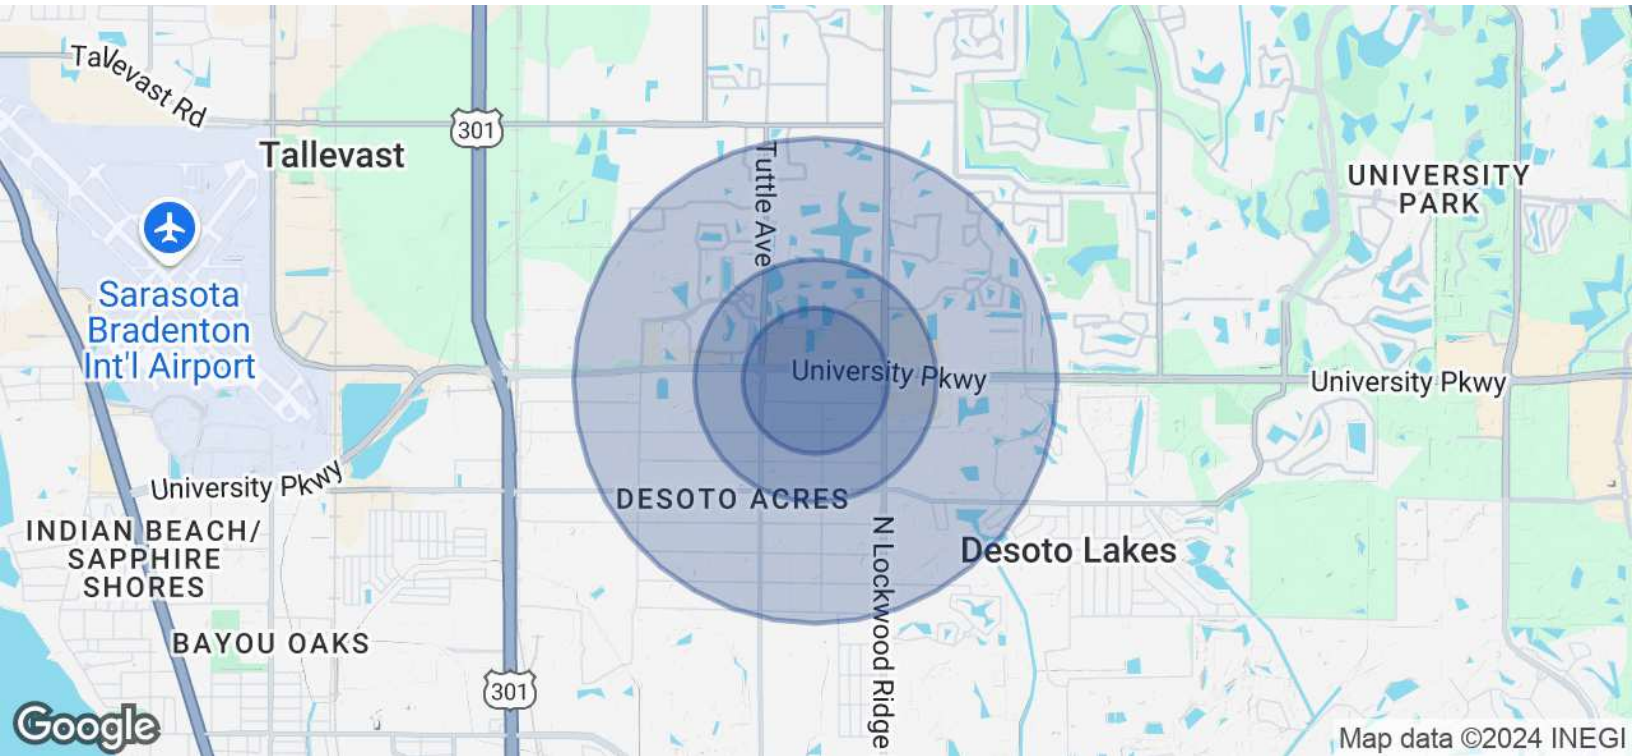 Tallevast Rd
301
Tallevast
Tuttle Ave
UNIVERSITY
PARK
Sarasota
Bradenton
Int'l Airport
University Pkwy
University Pkwy
University Pkwy
DESOTO ACRES
INDIAN BEACH/
SAPPHIRE
SHORES
N Lockwood Ridge
Desoto Lakes
BAYOU OAKS
301
Google
Map data ©2024 INEGI